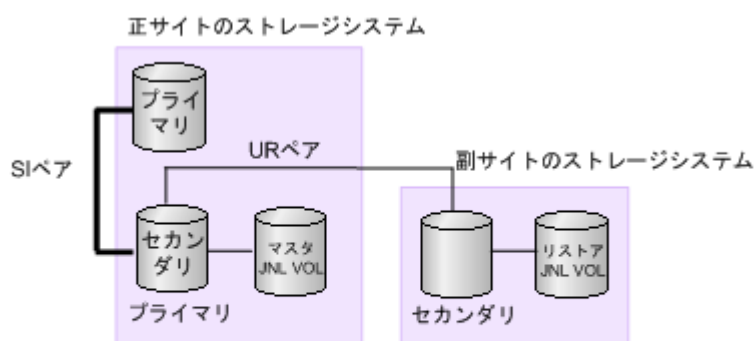 正サイトのストレージシステム
プライ
マリ
SIペア
URペア
副サイトのストレージシステム
セカン
ダリ
マスタ
JNL VOL
リストア
JNL VOL
プライマリ
セカンダリ